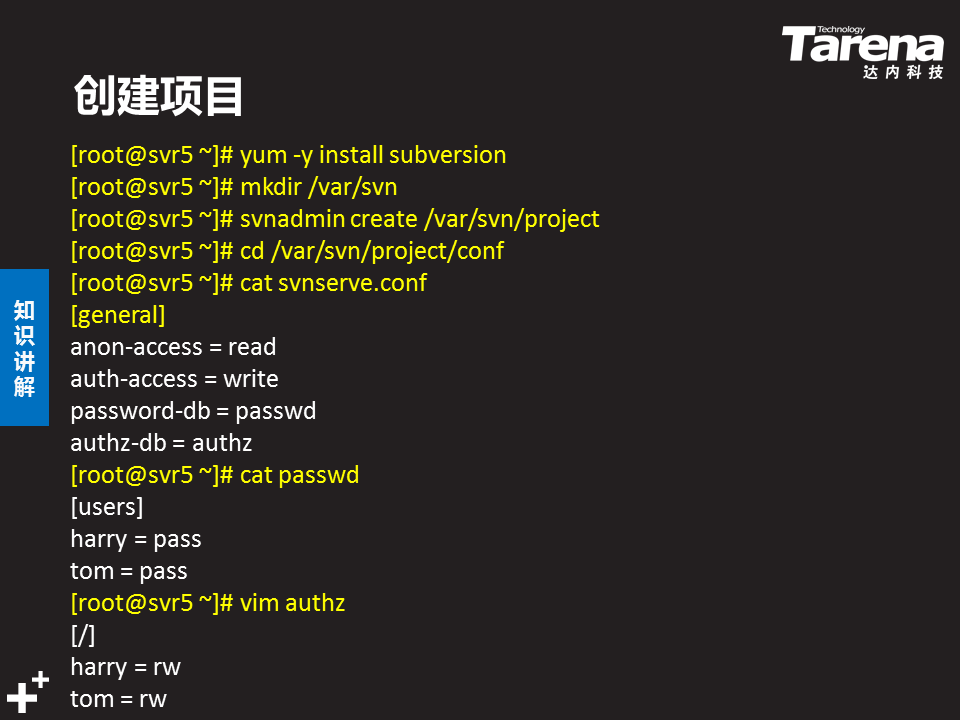 Technology
Tarena
达内科技
创建项目
[root@svr5 ~]# yum -y install subversion
[root@svr5 ~]# mkdir /var/svn
[root@svr5 ~]# svnadmin create /var/svn/project
[root@svr5 ~]# cd /var/svn/project/conf
[root@svr5 ~]# cat svnserve.conf
[general]
anon-access = read
auth-access = write
password-db = passwd
authz-db = authz
[root@svr5 ~]# cat passwd
[users]
harry = pass
tom = pass
[root@svr5 ~]# vim authz
[/]
harry = rw
tom = rw
知识讲解